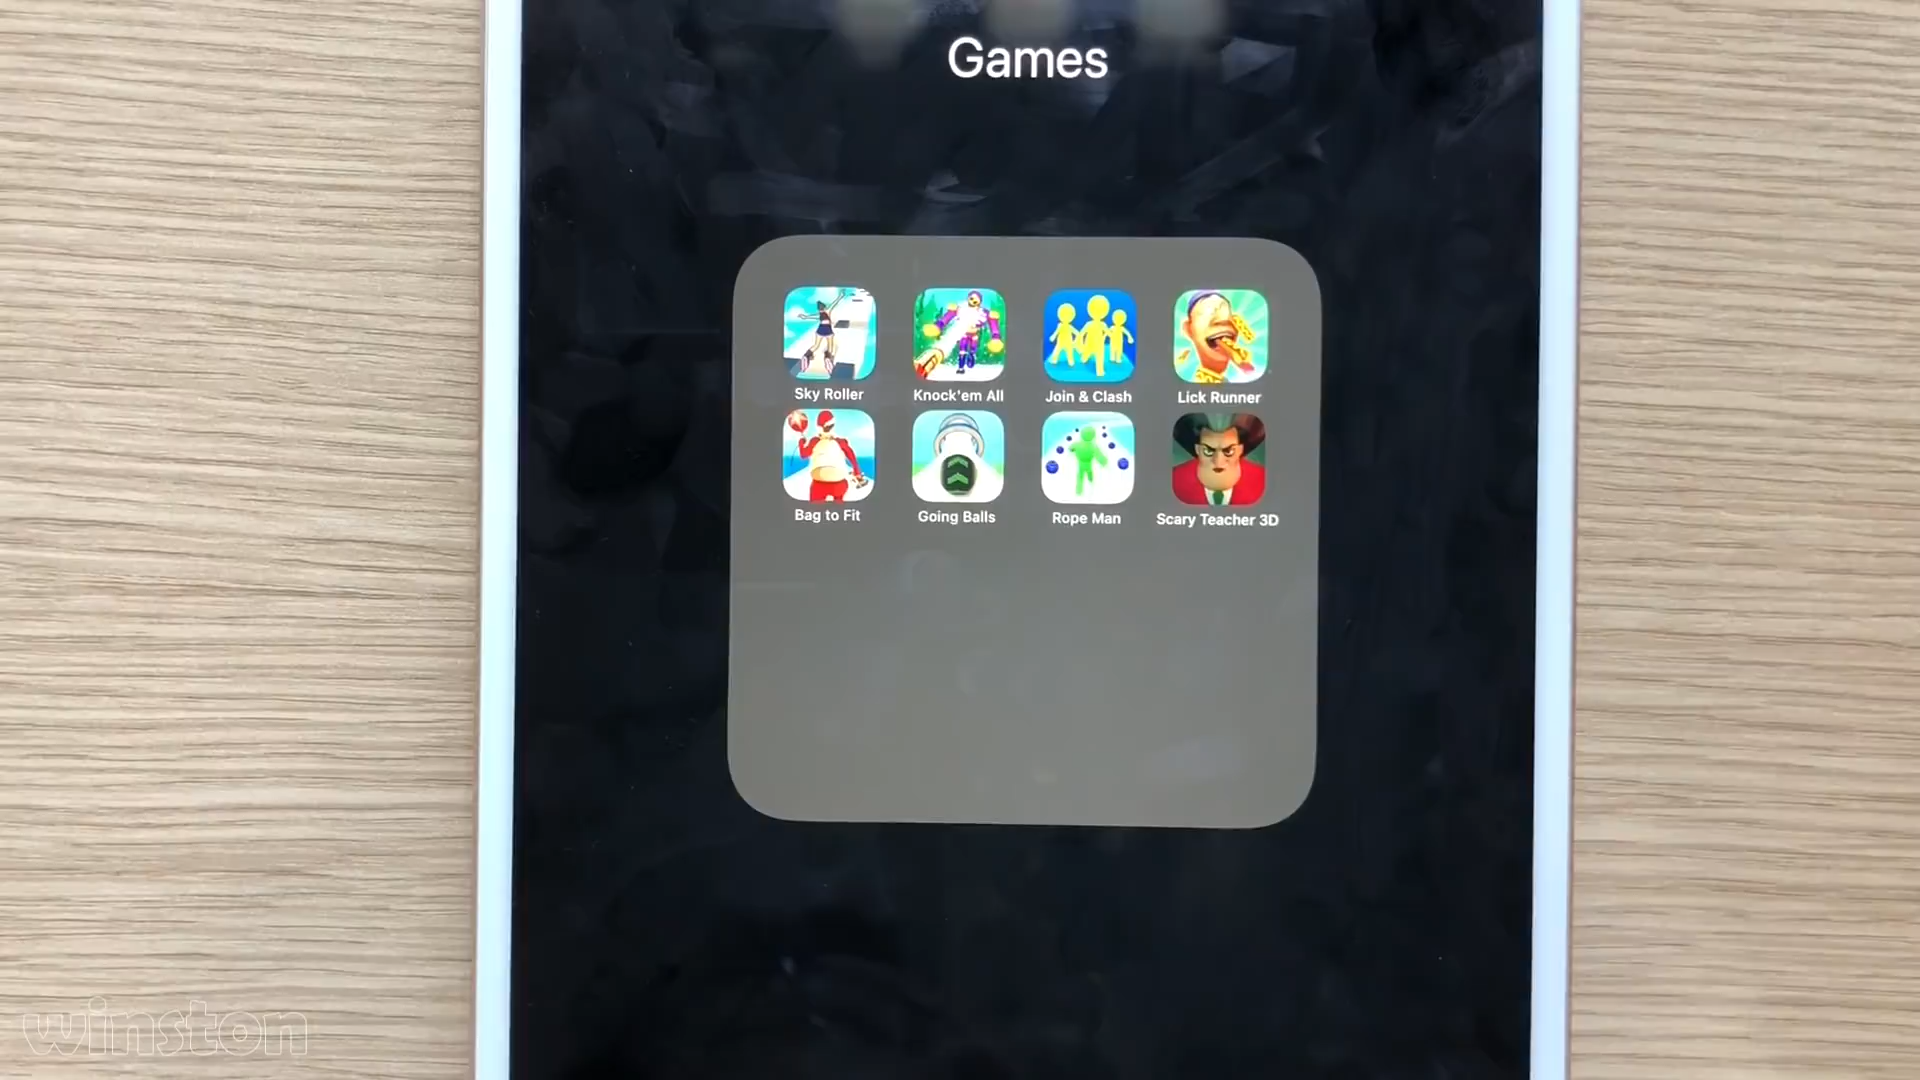 Games
Sky Roller
Knock'em All
Join & Clash
Lick Runner
Bag to Fit
Going Balls
Rope Man
Scary Teacher 3D
winston